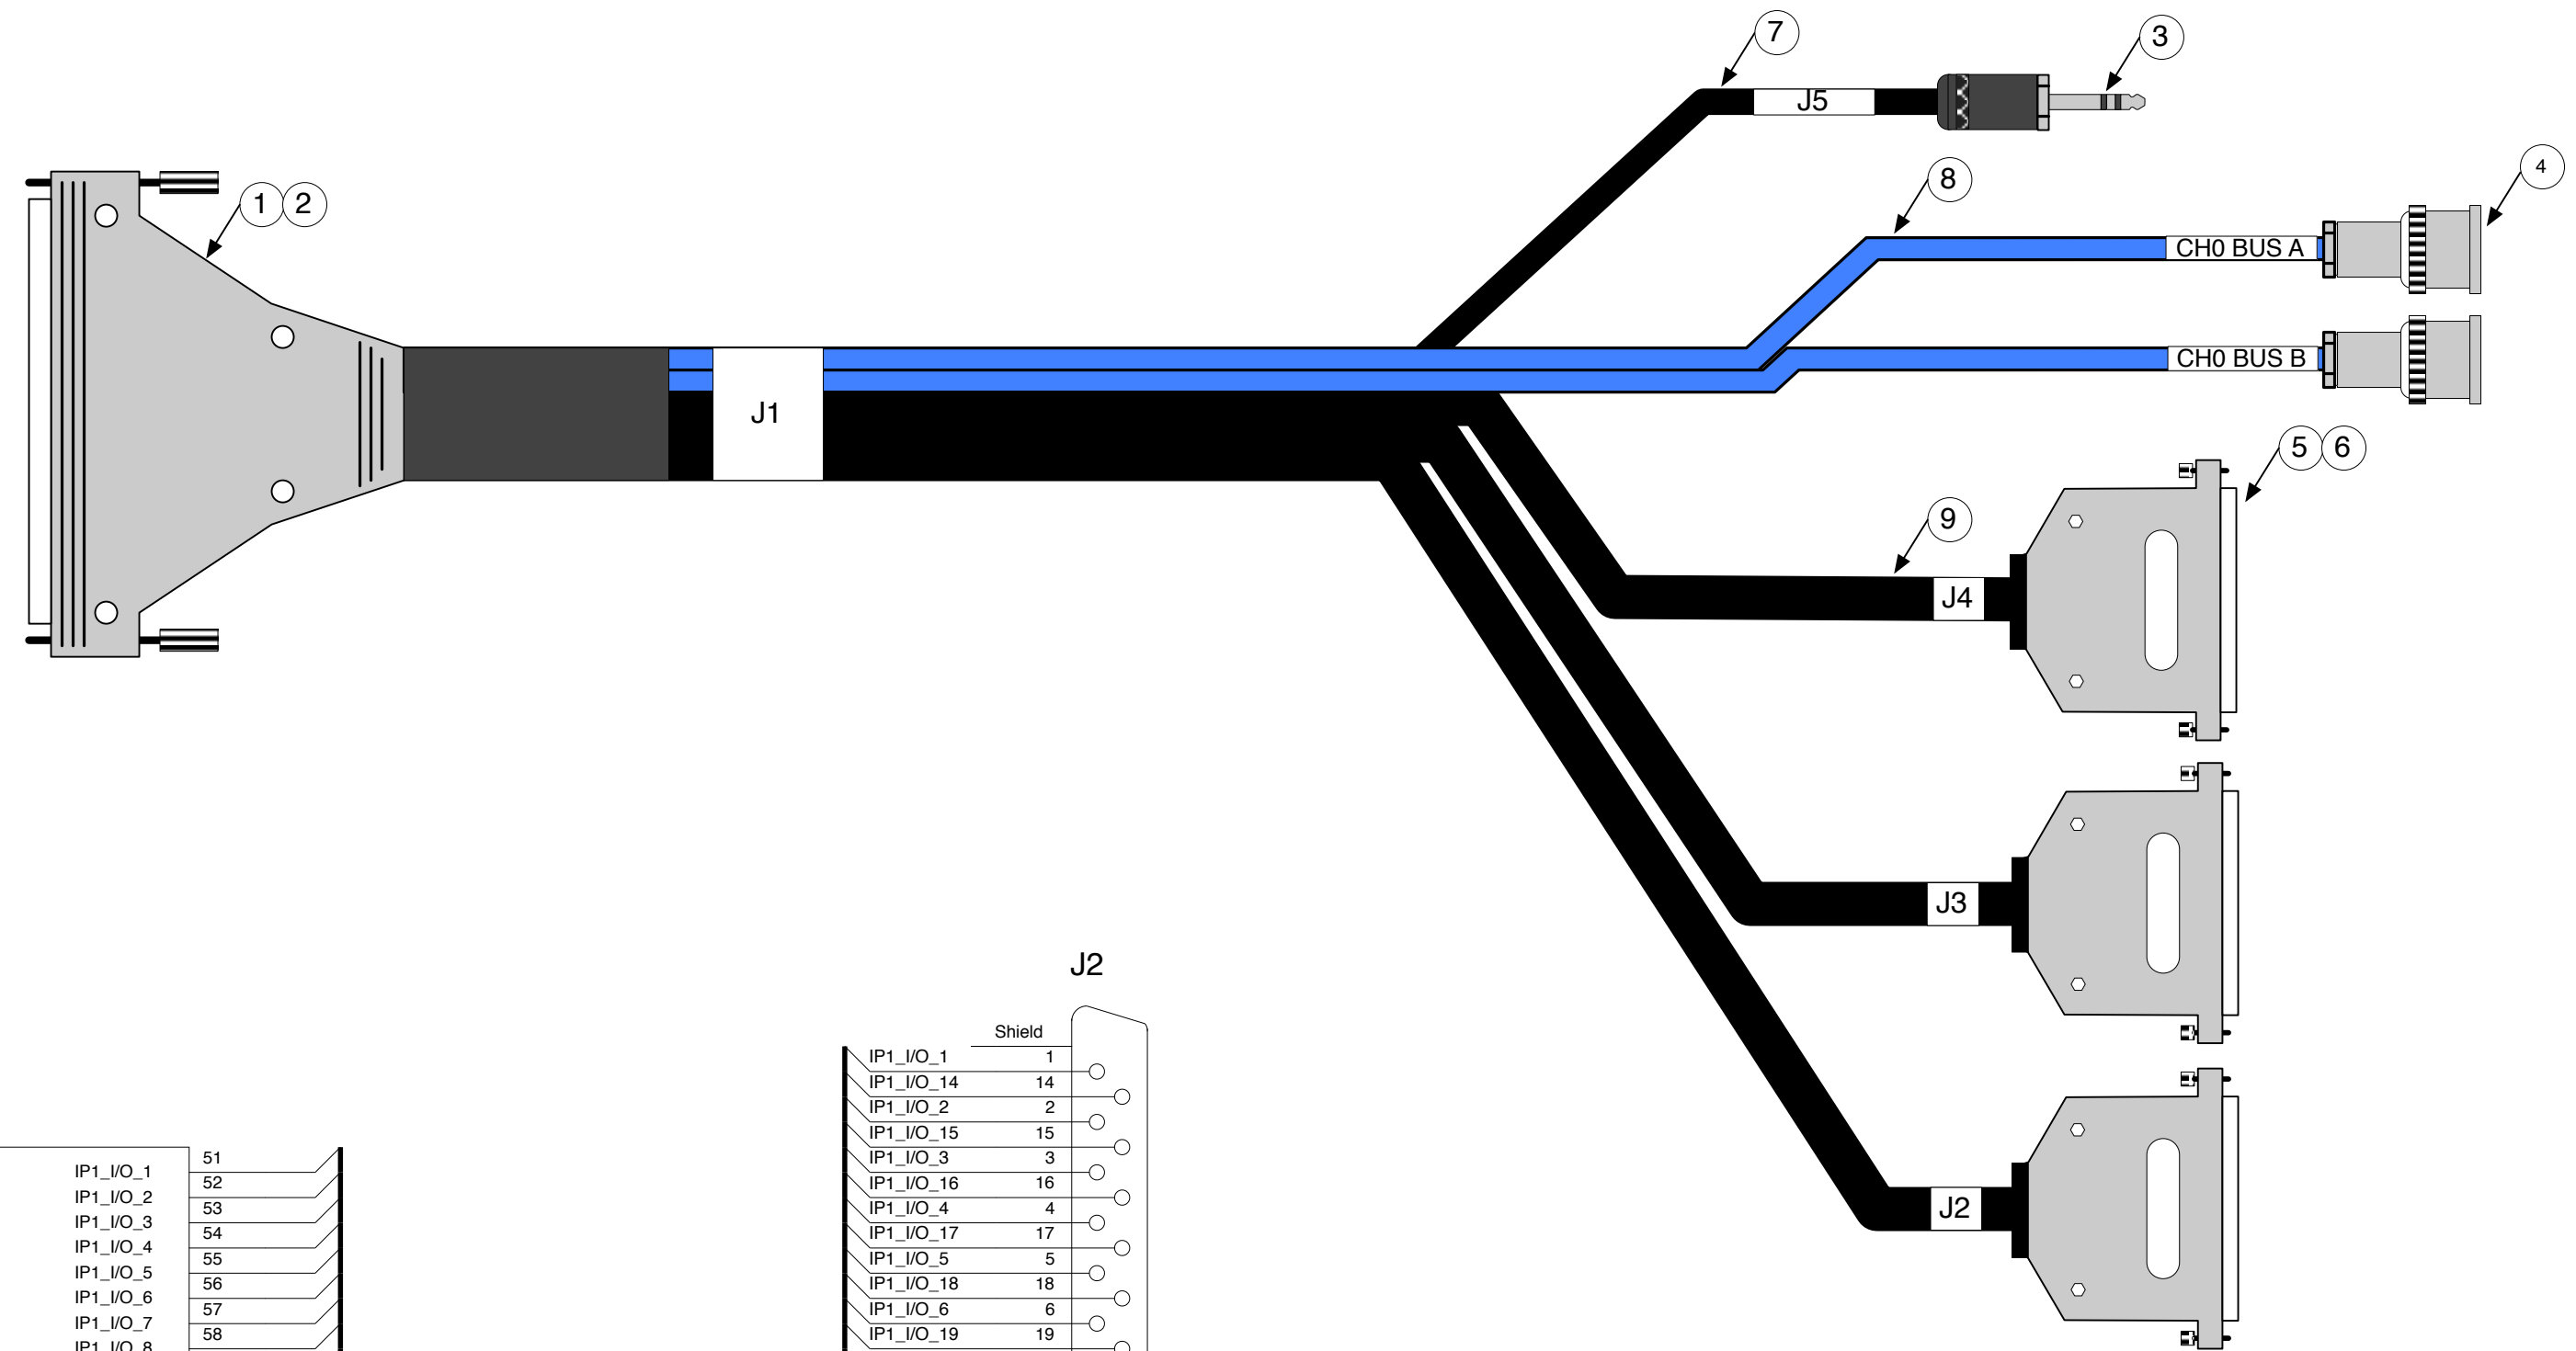 7
3
J5
4
8
1 2
CH0 BUS A
CH0 BUS B
J1
5 6
9
J4
J3
J2
J2
Shield
IP1_I/O_1 1
IP1_I/O_14 14
IP1_I/O_2 2
IP1_I/O_15 15
IP1_I/O_3 3
IP1_I/O_16 16
IP1_I/O_4 4
IP1_I/O_17 17
IP1_I/O_5 5
IP1_I/O_18 18
IP1_I/O_6 6
IP1_I/O_19 19
IP1_I/O_1 51
IP1_I/O_2 52
IP1_I/O_3 53
IP1_I/O_4 54
IP1_I/O_5 55
IP1_I/O_6 56
IP1_I/O_7 57
IP1_I/O_8 58